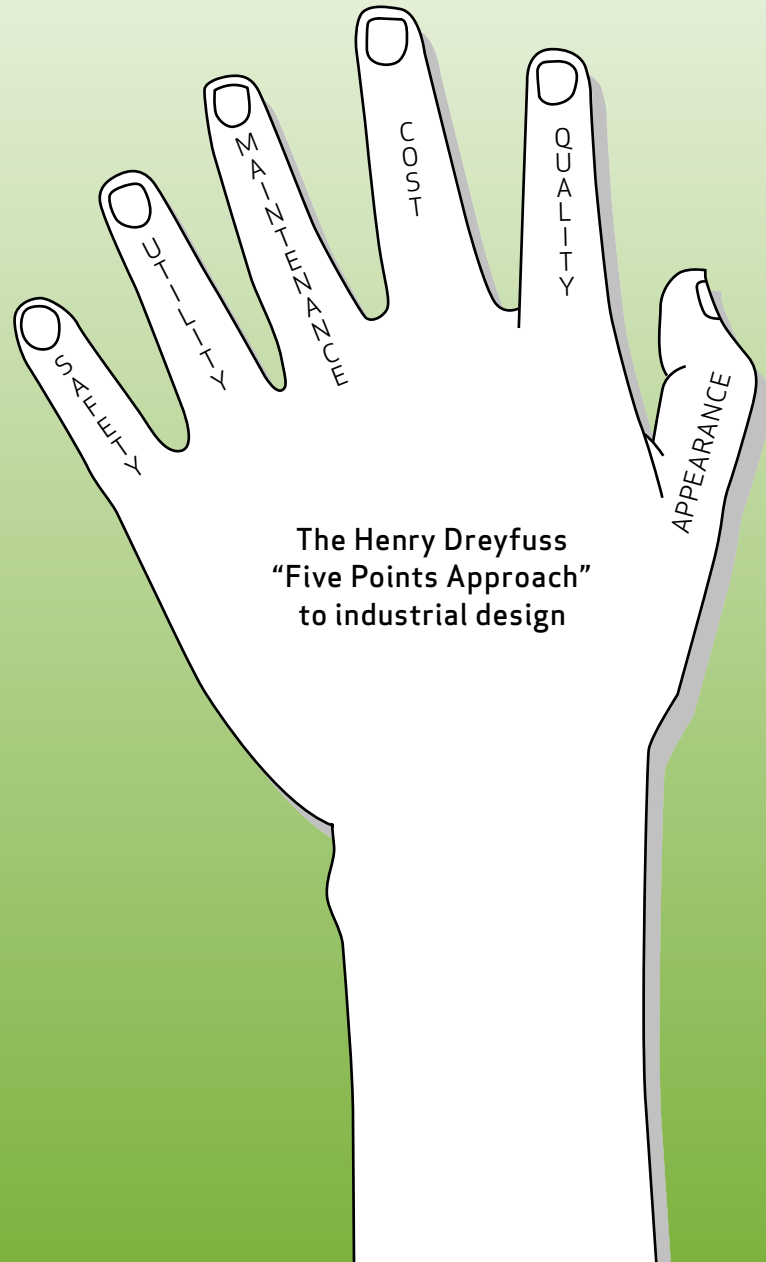 SAFETY
UTILITY
MAINTENANCE
COST
QUALITY
APPEARANCE
The Henry Dreyfuss
“Five Points Approach”
to industrial design